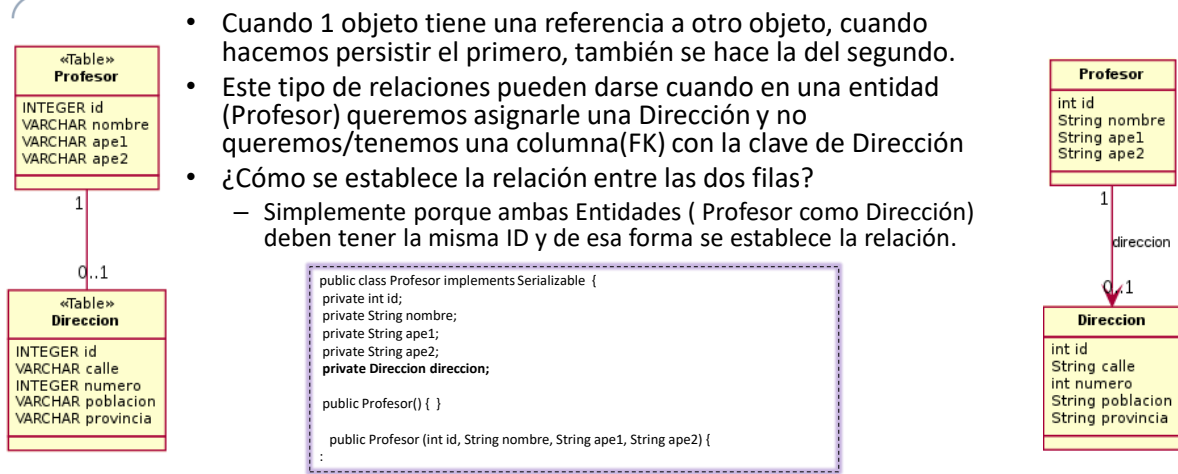 • Cuando 1 objeto tiene una referencia a otro objeto, cuando
hacemos persistir el primero, también se hace la del segundo.
• Este tipo de relaciones pueden darse cuando en una entidad
(Profesor) queremos asignarle una Dirección y no
queremos/tenemos una columna(FK) con la clave de Dirección
• ¿Cómo se establece la relación entre las dos filas?
– Simplemente porque ambas Entidades ( Profesor como Dirección)
deben tener la misma ID y de esa forma se establece la relación.
«Table»
Profesor
INTEGER id
VARCHAR nombre
VARCHAR ape1
VARCHAR ape2
1
0..1
«Table»
Direccion
INTEGER id
VARCHAR calle
INTEGER numero
VARCHAR poblacion
VARCHAR provincia
public class Profesor implements Serializable {
private int id;
private String nombre;
private String ape1;
private String ape2;
private Direccion direccion;
public Profesor() { }
public Profesor (int id, String nombre, String ape1, String ape2) {
:
Profesor
int id
String nombre
String ape1
String ape2
1
direccion
0..1
Direccion
int id
String calle
int numero
String poblacion
String provincia